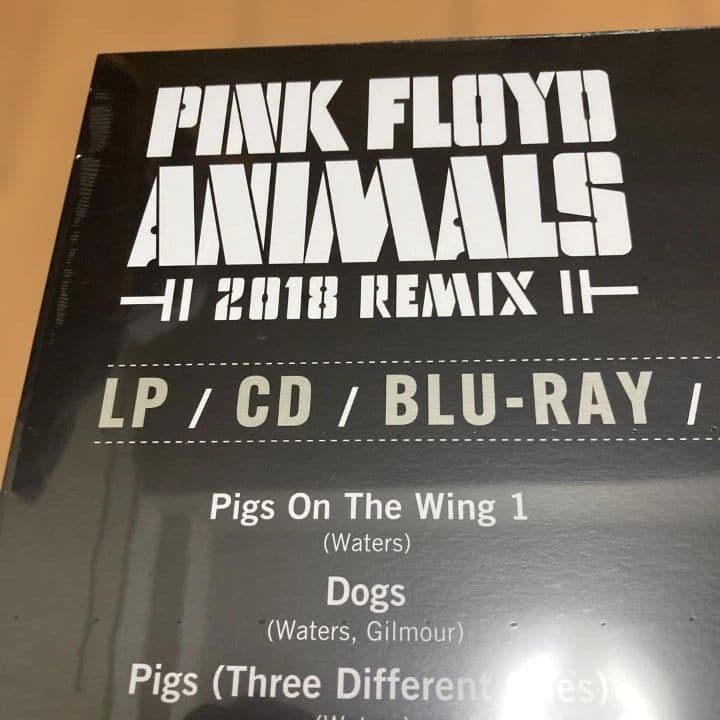 PINK FLOYD
ANIMALS
2018 REMIX
LP / CD / BLU-RAY /
Pigs On The Wing 1
(Waters)
Dogs
(Waters, Gilmour)
Pigs (Three Different